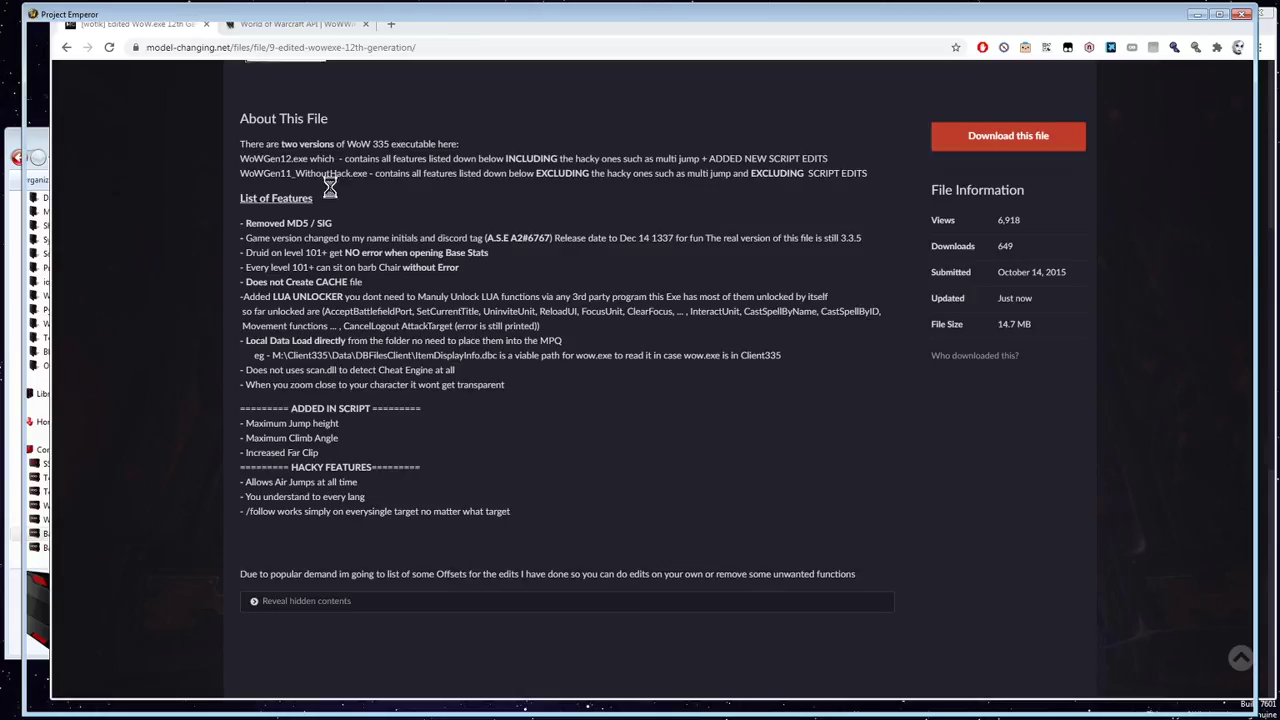 Project Emperor
[wotlk] Edited WoW.exe 12th Ge
World of Warcraft API | WoWW
model-changing.net/files/file/9-edited-wowexe-12th-generation/
About This File
There are two versions of WoW 335 executable here:
WoWGen12.exe which - contains all features listed down below INCLUDING the hacky ones such as multi jump + ADDED NEW SCRIPT EDITS
WoWGen11_WithoutHack.exe - contains all features listed down below EXCLUDING the hacky ones such as multi jump and EXCLUDING SCRIPT EDITS
List of Features
- Removed MD5 / SIG
- Game version changed to my name initials and discord tag (A.S.E A2#6767) Release date to Dec 14 1337 for fun The real version of this file is still 3.3.5
- Druid on level 101+ get NO error when opening Base Stats
- Every level 101+ can sit on barb Chair without Error
- Does not Create CACHE file
-Added LUA UNLOCKER you dont need to Manuly Unlock LUA functions via any 3rd party program this Exe has most of them unlocked by itself
so far unlocked are (AcceptBattlefieldPort, SetCurrentTitle, UninviteUnit, ReloadUI, FocusUnit, ClearFocus, ... , InteractUnit, CastSpellByName, CastSpellByID,
Movement functions ... , CancelLogout AttackTarget (error is still printed))
- Local Data Load directly from the folder no need to place them into the MPQ
eg - M:\Client335\Data\DBFilesClient\ItemDisplayInfo.dbc is a viable path for wow.exe to read it in case wow.exe is in Client335
- Does not uses scan.dll to detect Cheat Engine at all
- When you zoom close to your character it wont get transparent
========= ADDED IN SCRIPT =========
- Maximum Jump height
- Maximum Climb Angle
- Increased Far Clip
========= HACKY FEATURES=========
- Allows Air Jumps at all time
- You understand to every lang
- /follow works simply on everysingle target no matter what target
Due to popular demand im going to list of some Offsets for the edits I have done so you can do edits on your own or remove some unwanted functions
Reveal hidden contents
Download this file
File Information
Views 6,918
Downloads 649
Submitted October 14, 2015
Updated Just now
File Size 14.7 MB
Who downloaded this?
Build 7601